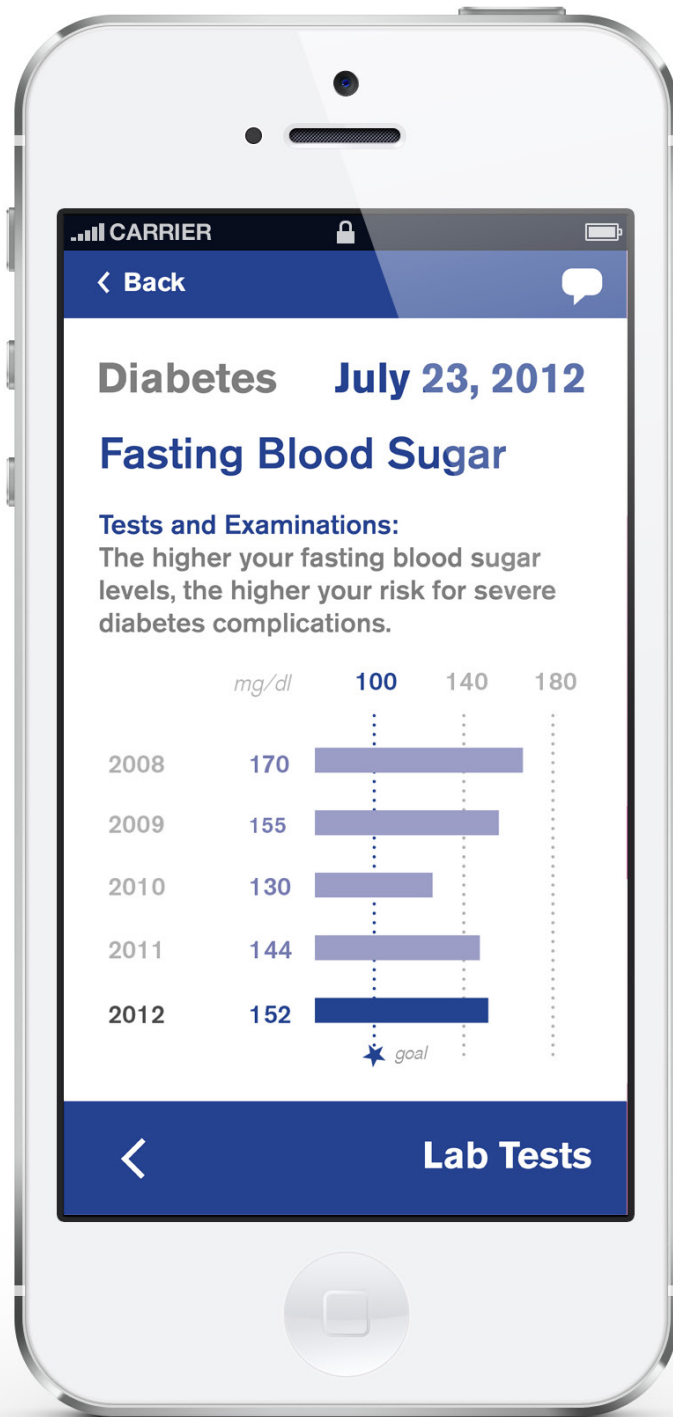 CARRIER
Back
Diabetes July 23, 2012
Fasting Blood Sugar
Tests and Examinations:
The higher your fasting blood sugar
levels, the higher your risk for severe
diabetes complications.
mg/dl 100 140 180
2008 170
2009 155
2010 130
2011 144
2012 152
goal
Lab Tests